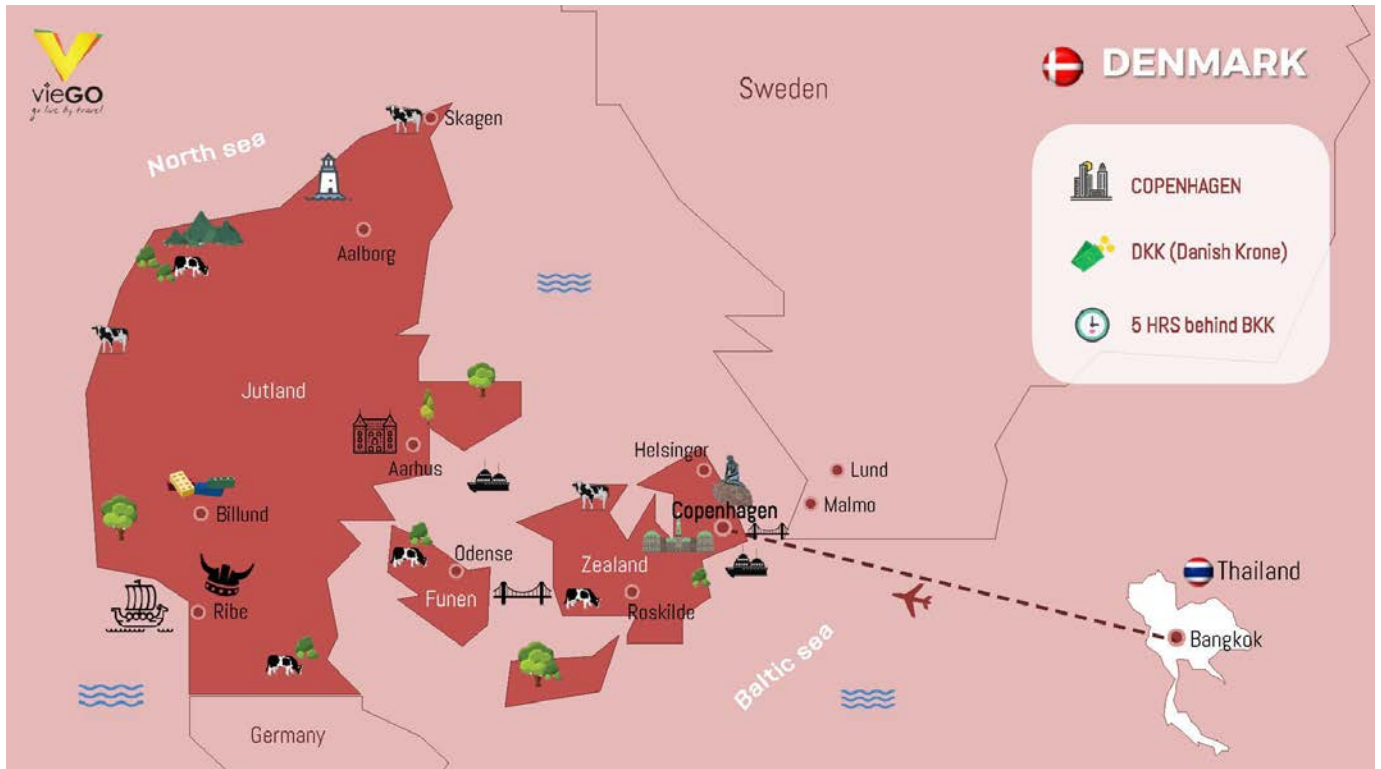 vieGO
go live by travel
DENMARK
COPENHAGEN
DKK (Danish Krone)
5 HRS behind BKK
Sweden
North sea
Skagen
Aalborg
Jutland
Aarhus
Billund
Ribe
Odense
Funen
Helsingor
Copenhagen
Zealand
Roskilde
Lund
Malmo
Baltic sea
Germany
Thailand
Bangkok